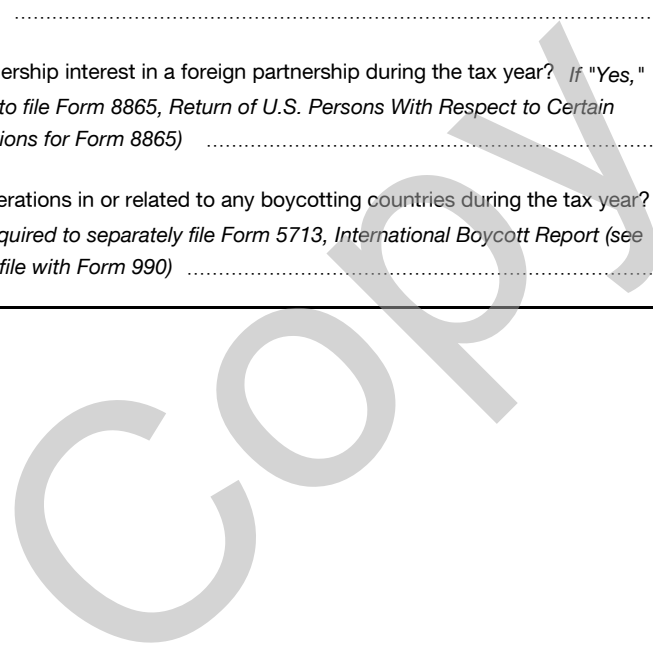 ership interest in a foreign partnership during the tax year? If "Yes,"
to file Form 8865, Return of U.S. Persons With Respect to Certain
ions for Form 8865)
erations in or related to any boycotting countries during the tax year?
quired to separately file Form 5713, International Boycott Report (see
file with Form 990)
Copy